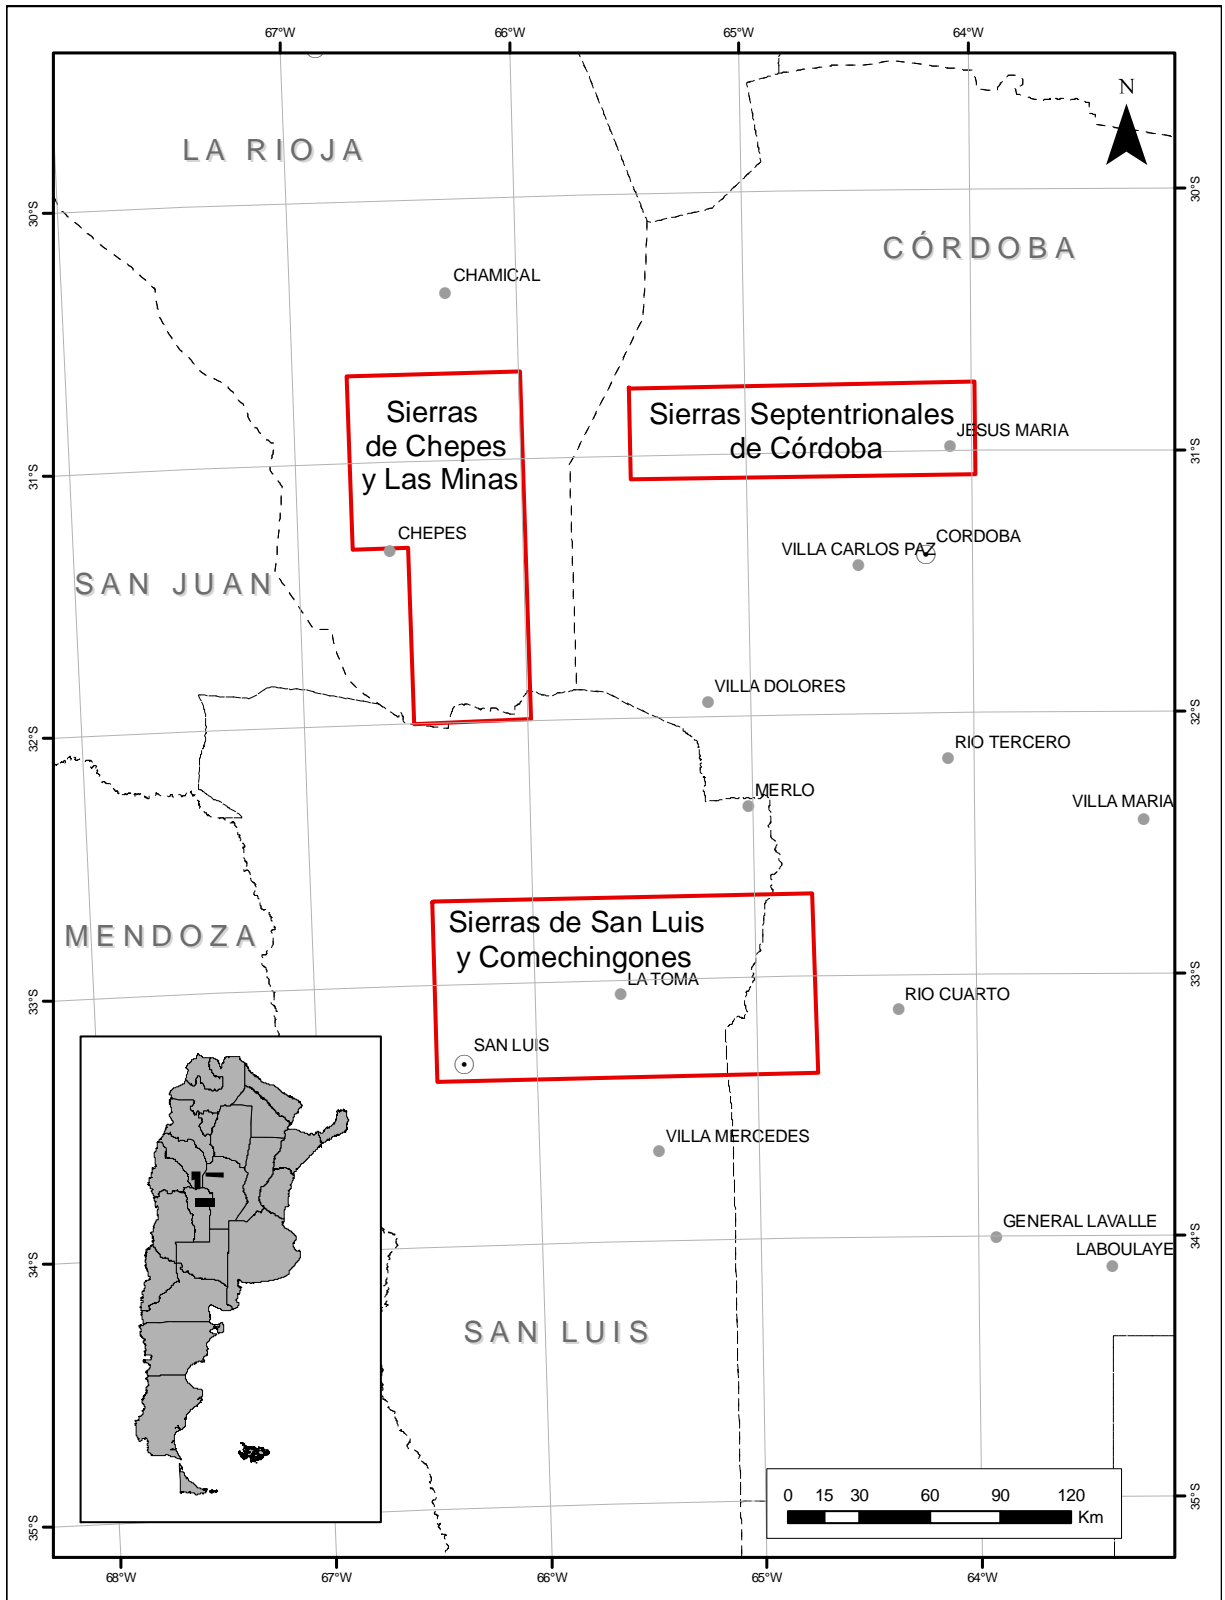 67°W 66°W 65°W 64°W
N
LA RIOJA
30°S
30°S
CÓRDOBA
CHAMICAL
Sierras
de Chepes
y Las Minas
Sierras Septentrionales
de Córdoba
JESUS MARIA
31°S
31°S
CHEPES
VILLA CARLOS PAZ
CORDOBA
SAN JUAN
VILLA DOLORES
32°S
32°S
RIO TERCERO
MERLO
VILLA MARIA
MENDOZA
Sierras de San Luis
y Comechingones
LA TOMA
33°S
33°S
RIO CUARTO
SAN LUIS
VILLA MERCEDES
GENERAL LAVALLE
34°S
34°S
LABOULAYE
SAN LUIS
0 15 30 60 90 120
Km
35°S
35°S
68°W 67°W 66°W 65°W 64°W